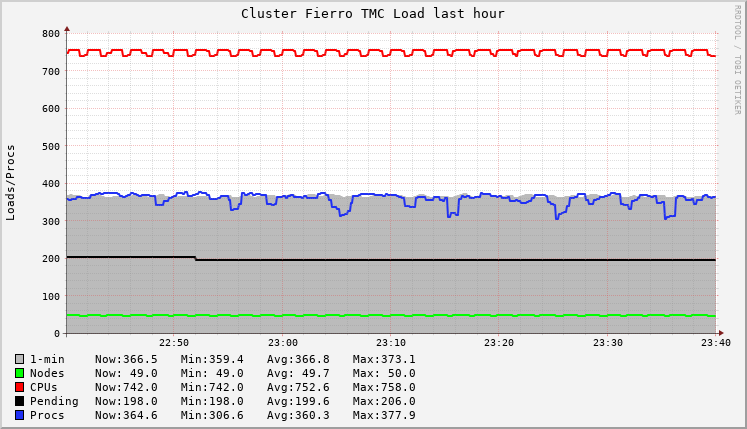 Cluster Fierro TMC Load last hour
RRDTOOL / TOBI OETIKER
Loads/Procs
800
700
600
500
400
300
200
100
0
22:50 23:00 23:10 23:20 23:30 23:40
1-min Now:366.5 Min:359.4 Avg:366.8 Max:373.1
Nodes Now: 49.0 Min: 49.0 Avg: 49.7 Max: 50.0
CPUs Now:742.0 Min:742.0 Avg:752.6 Max:758.0
Pending Now:198.0 Min:198.0 Avg:199.6 Max:206.0
Procs Now:364.6 Min:306.6 Avg:360.3 Max:377.9